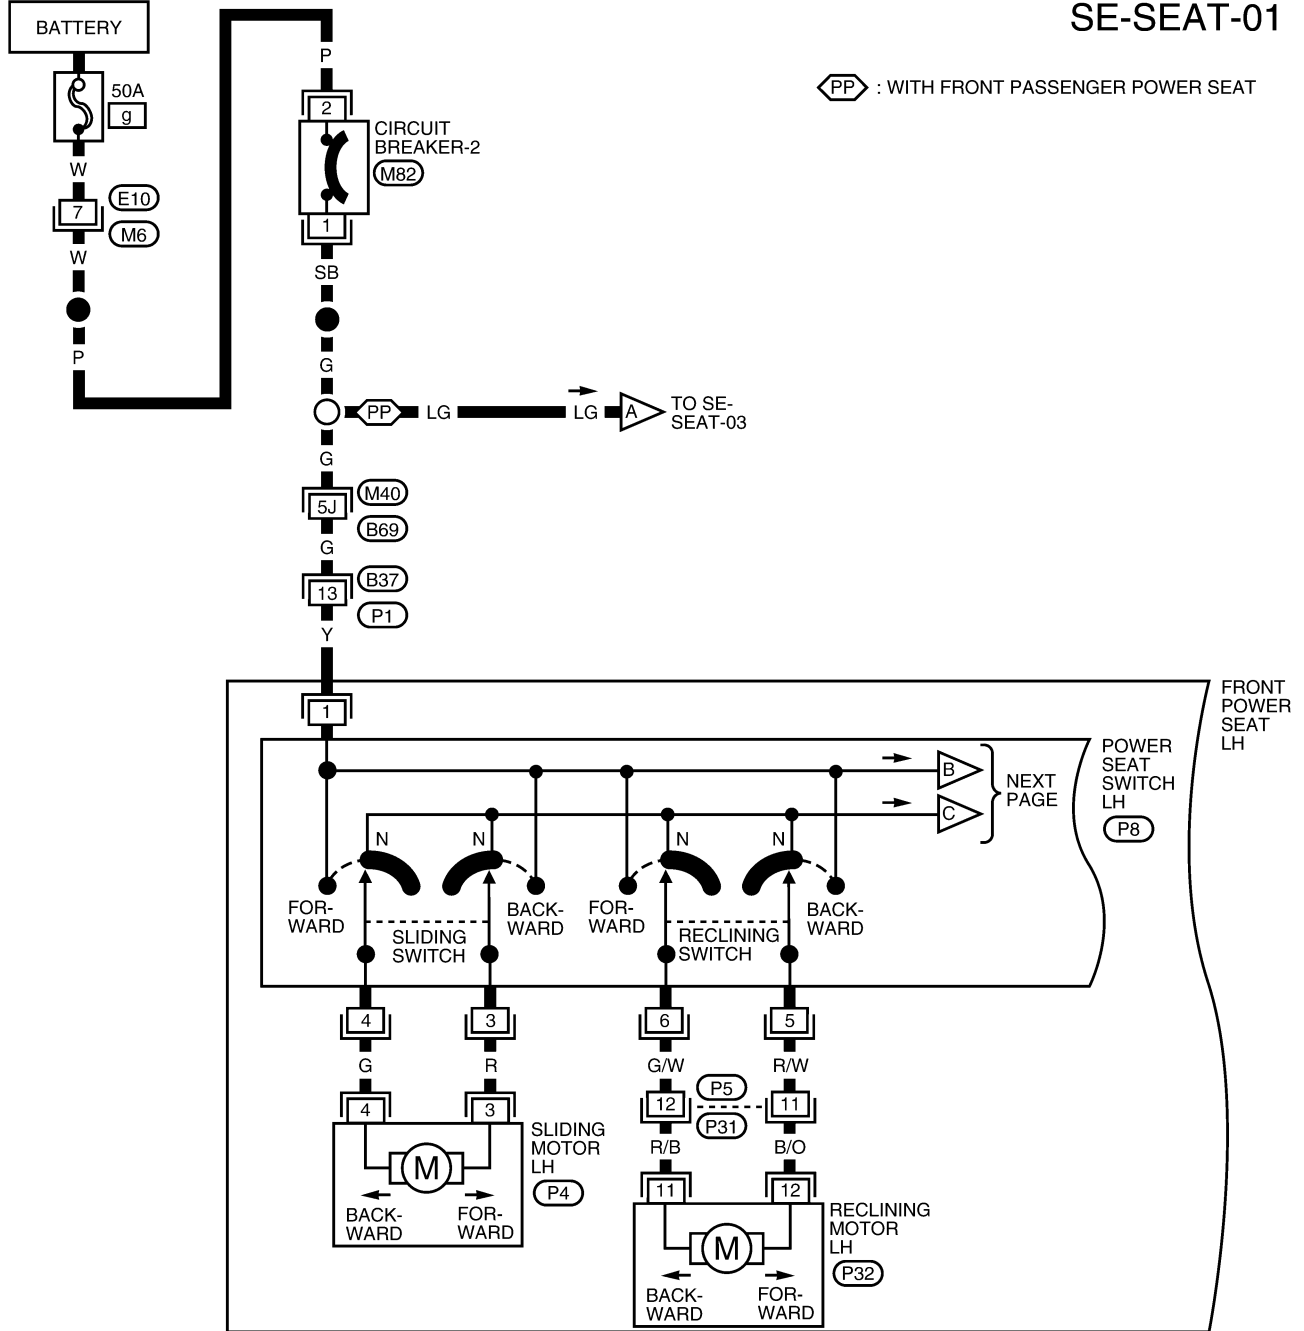 SE-SEAT-01
BATTERY
50A
g
W
7
E10
M6
W
P
P
2
CIRCUIT
BREAKER-2
M82
1
SB
G
PP : WITH FRONT PASSENGER POWER SEAT
PP
LG
LG
A
TO SE-
SEAT-03
G
5J
M40
B69
G
13
B37
P1
Y
FRONT
POWER
SEAT
LH
1
POWER
SEAT
SWITCH
LH
P8
B
C
NEXT
PAGE
N
N
N
N
FOR-
WARD
BACK-
WARD
FOR-
WARD
BACK-
WARD
SLIDING
SWITCH
RECLINING
SWITCH
4
3
6
5
G
R
G/W
R/W
4
3
12
P5
P31
11
R/B
B/O
SLIDING
MOTOR
LH
P4
M
BACK-
WARD
FOR-
WARD
11
12
RECLINING
MOTOR
LH
P32
M
BACK-
WARD
FOR-
WARD